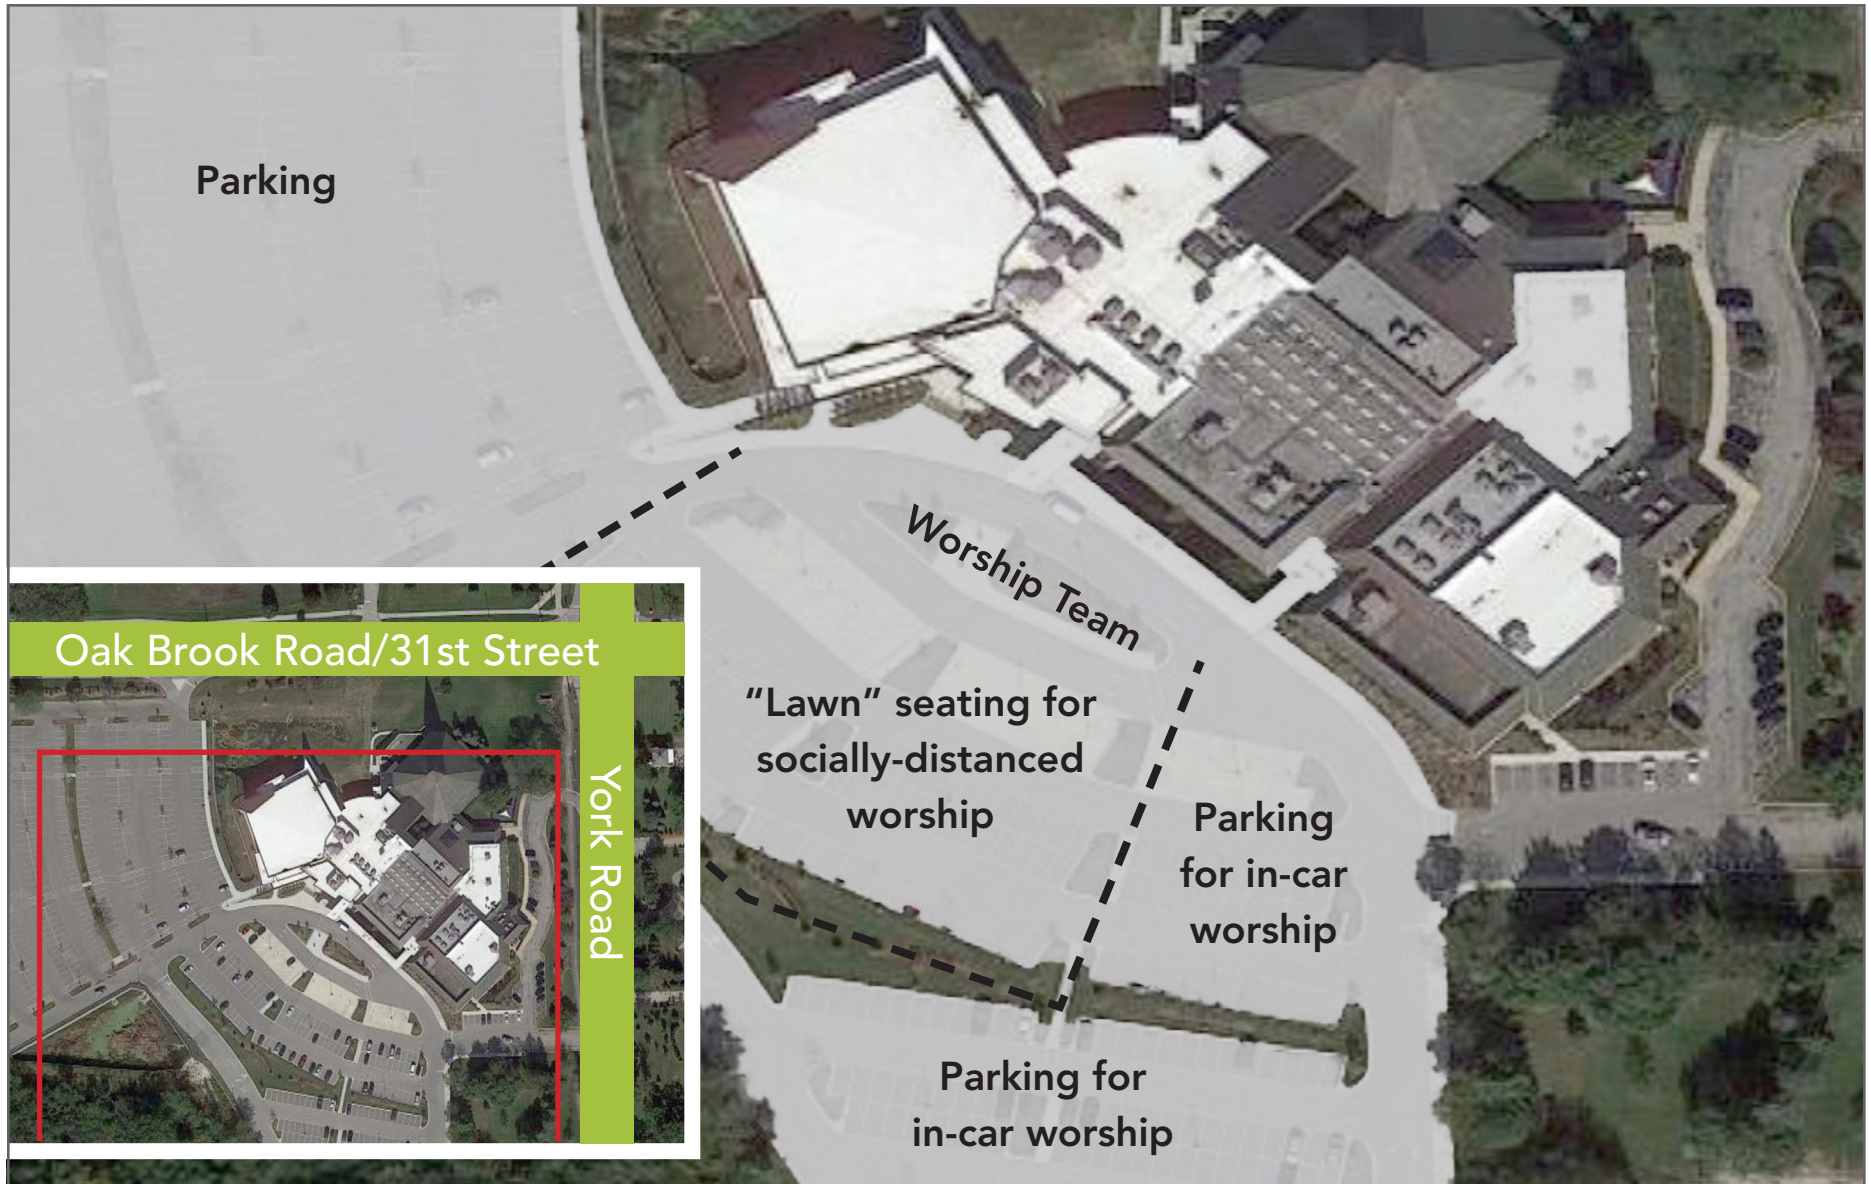 Parking
Worship Team
“Lawn” seating for
socially-distanced
worship
Parking
for in-car
worship
Parking for
in-car worship
Oak Brook Road/31st Street
York Road